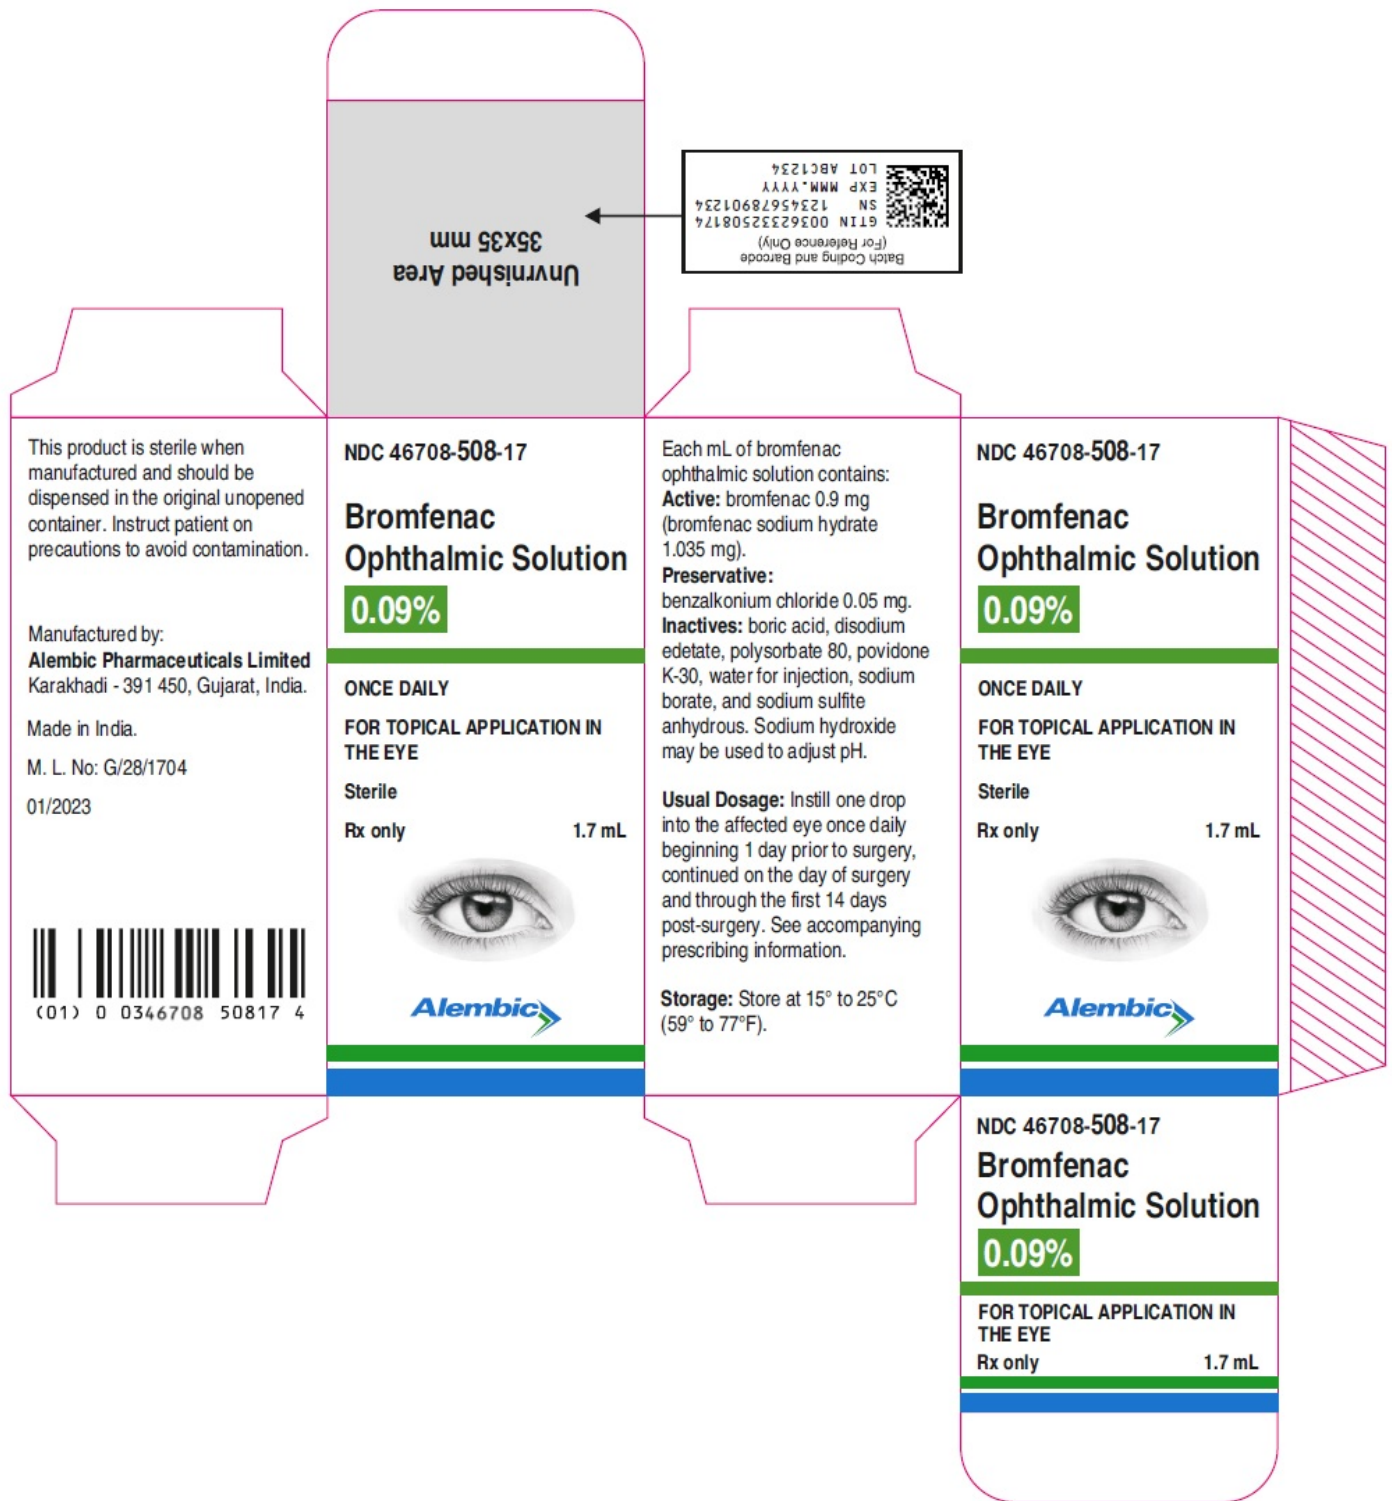 Unvrnished Area
35x35 mm
Batch Coding and Barcode
(For Reference Only)
GTIN 00362332508174
SN 12345678901234
EXP MMM.YYYY
LOT ABC1234
This product is sterile when
manufactured and should be
dispensed in the original unopened
container. Instruct patient on
precautions to avoid contamination.
Manufactured by:
Alembic Pharmaceuticals Limited
Karakhadi - 391 450, Gujarat, India.
Made in India.
M. L. No: G/28/1704
01/2023
(01) 0 0346708 50817 4
NDC 46708-508-17
Bromfenac
Ophthalmic Solution
0.09%
ONCE DAILY
FOR TOPICAL APPLICATION IN
THE EYE
Sterile
Rx only 1.7 mL
Alembic
Each mL of bromfenac
ophthalmic solution contains:
Active: bromfenac 0.9 mg
(bromfenac sodium hydrate
1.035 mg).
Preservative:
benzalkonium chloride 0.05 mg.
Inactives: boric acid, disodium
edetate, polysorbate 80, povidone
K-30, water for injection, sodium
borate, and sodium sulfite
anhydrous. Sodium hydroxide
may be used to adjust pH.
Usual Dosage: Instill one drop
into the affected eye once daily
beginning 1 day prior to surgery,
continued on the day of surgery
and through the first 14 days
post-surgery. See accompanying
prescribing information.
Storage: Store at 15° to 25°C
(59° to 77°F).
NDC 46708-508-17
Bromfenac
Ophthalmic Solution
0.09%
ONCE DAILY
FOR TOPICAL APPLICATION IN
THE EYE
Sterile
Rx only 1.7 mL
Alembic
NDC 46708-508-17
Bromfenac
Ophthalmic Solution
0.09%
FOR TOPICAL APPLICATION IN
THE EYE
Rx only 1.7 mL